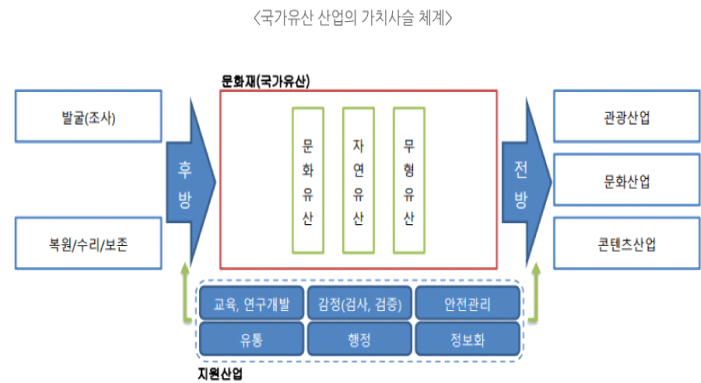 <국가유산 산업의 가치사슬 체계>
문화재(국가유산)
발굴(조사)
복원/수리/보존
후방
문화유산
자연유산
무형유산
전방
관광산업
문화산업
콘텐츠산업
교육, 연구개발
감정(검사, 검증)
안전관리
유통
행정
정보화
지원산업